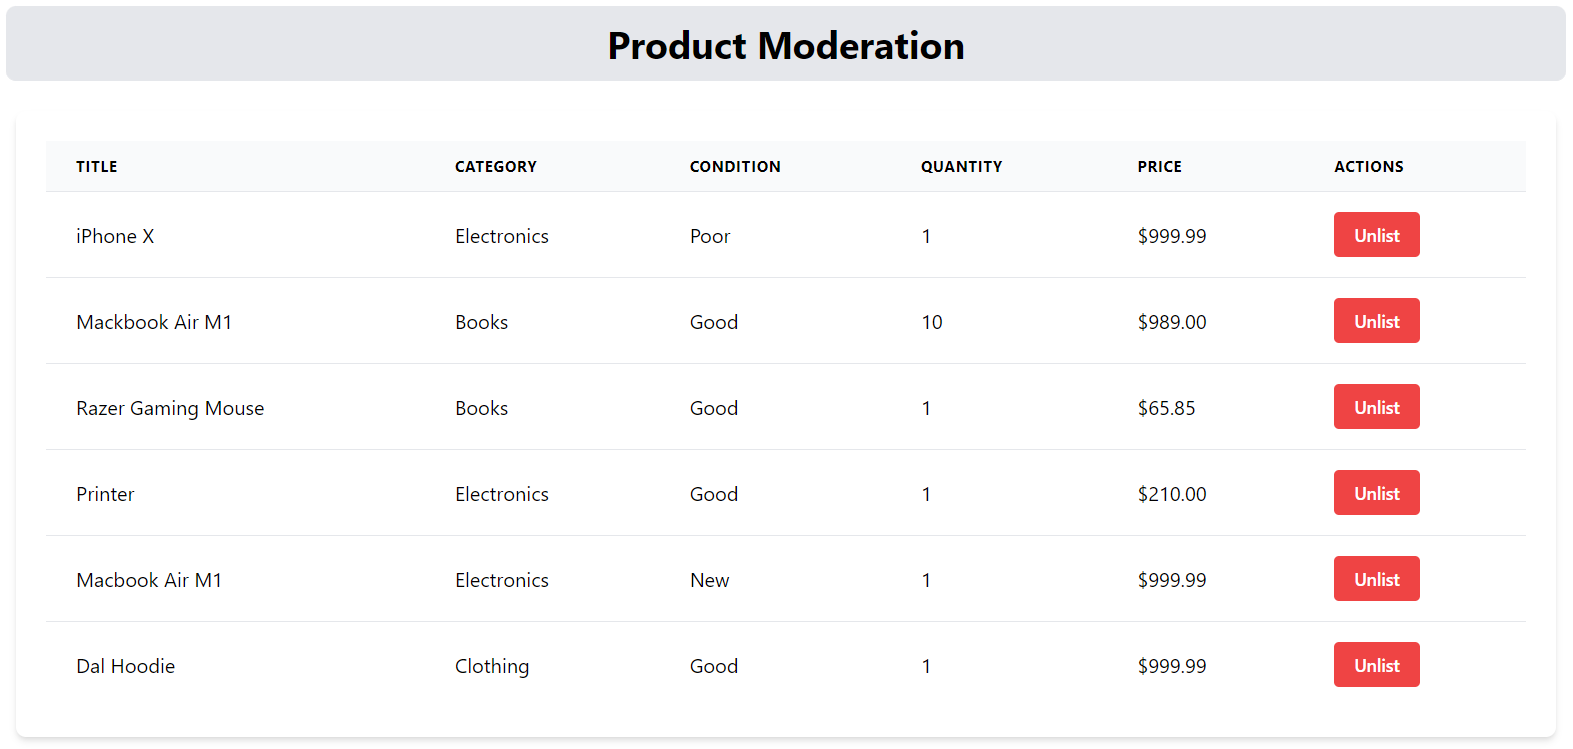 Product Moderation
TITLE CATEGORY CONDITION QUANTITY PRICE ACTIONS
iPhone X Electronics Poor 1 $999.99 Unlist
Mackbook Air M1 Books Good 10 $989.00 Unlist
Razer Gaming Mouse Books Good 1 $65.85 Unlist
Printer Electronics Good 1 $210.00 Unlist
Macbook Air M1 Electronics New 1 $999.99 Unlist
Dal Hoodie Clothing Good 1 $999.99 Unlist